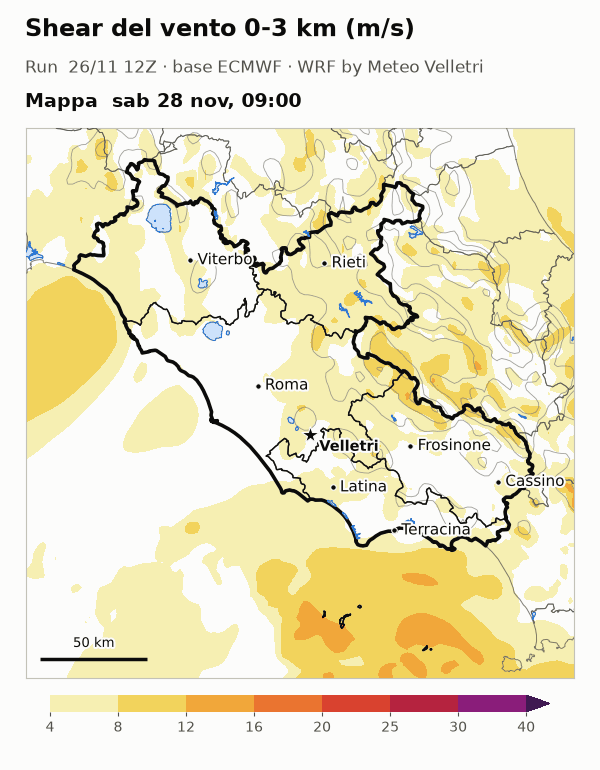 Shear del vento 0-3 km (m/s)
Run 26/11 12Z · base ECMWF · WRF by Meteo Velletri
Mappa sab 28 nov, 09:00
Viterbo
Rieti
Roma
Velletri
Frosinone
Cassino
Latina
Terracina
50 km
4 8 12 16 20 25 30 40